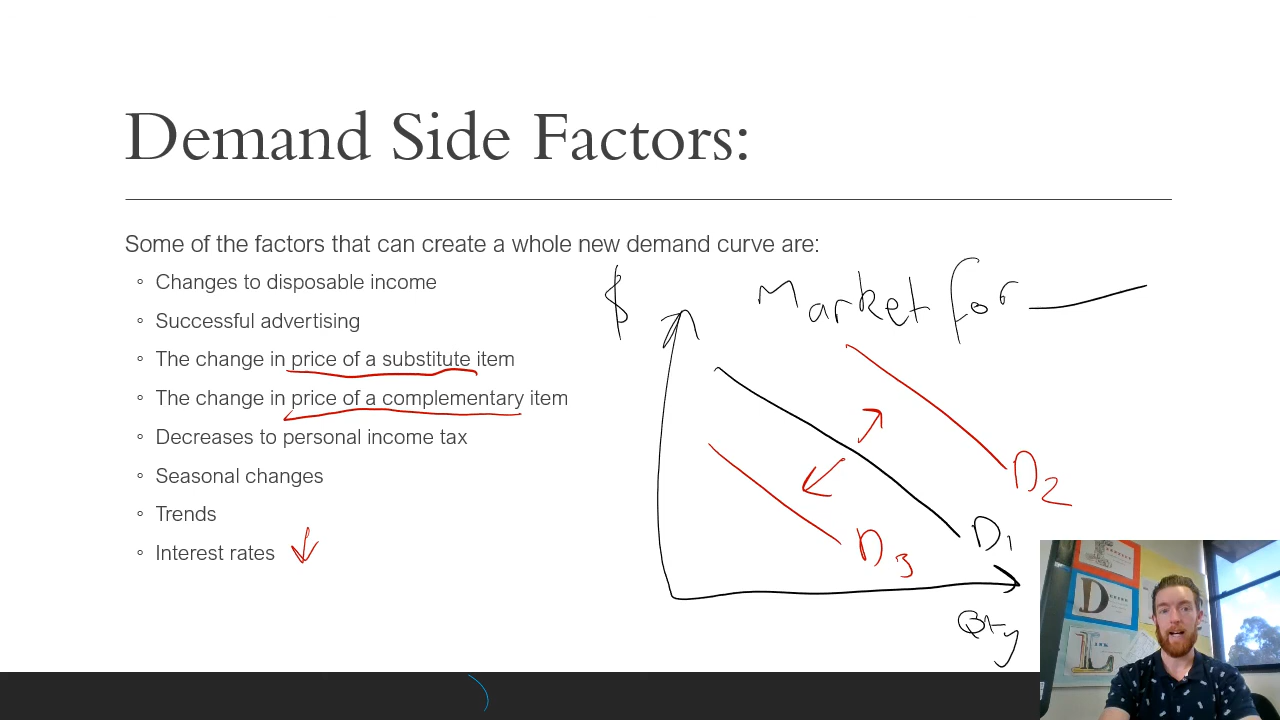 Demand Side Factors:
Some of the factors that can create a whole new demand curve are:
Changes to disposable income
Successful advertising
The change in price of a substitute item
The change in price of a complementary item
Decreases to personal income tax
Seasonal changes
Trends
Interest rates
$
Market for
D2
D1
D3
Qty